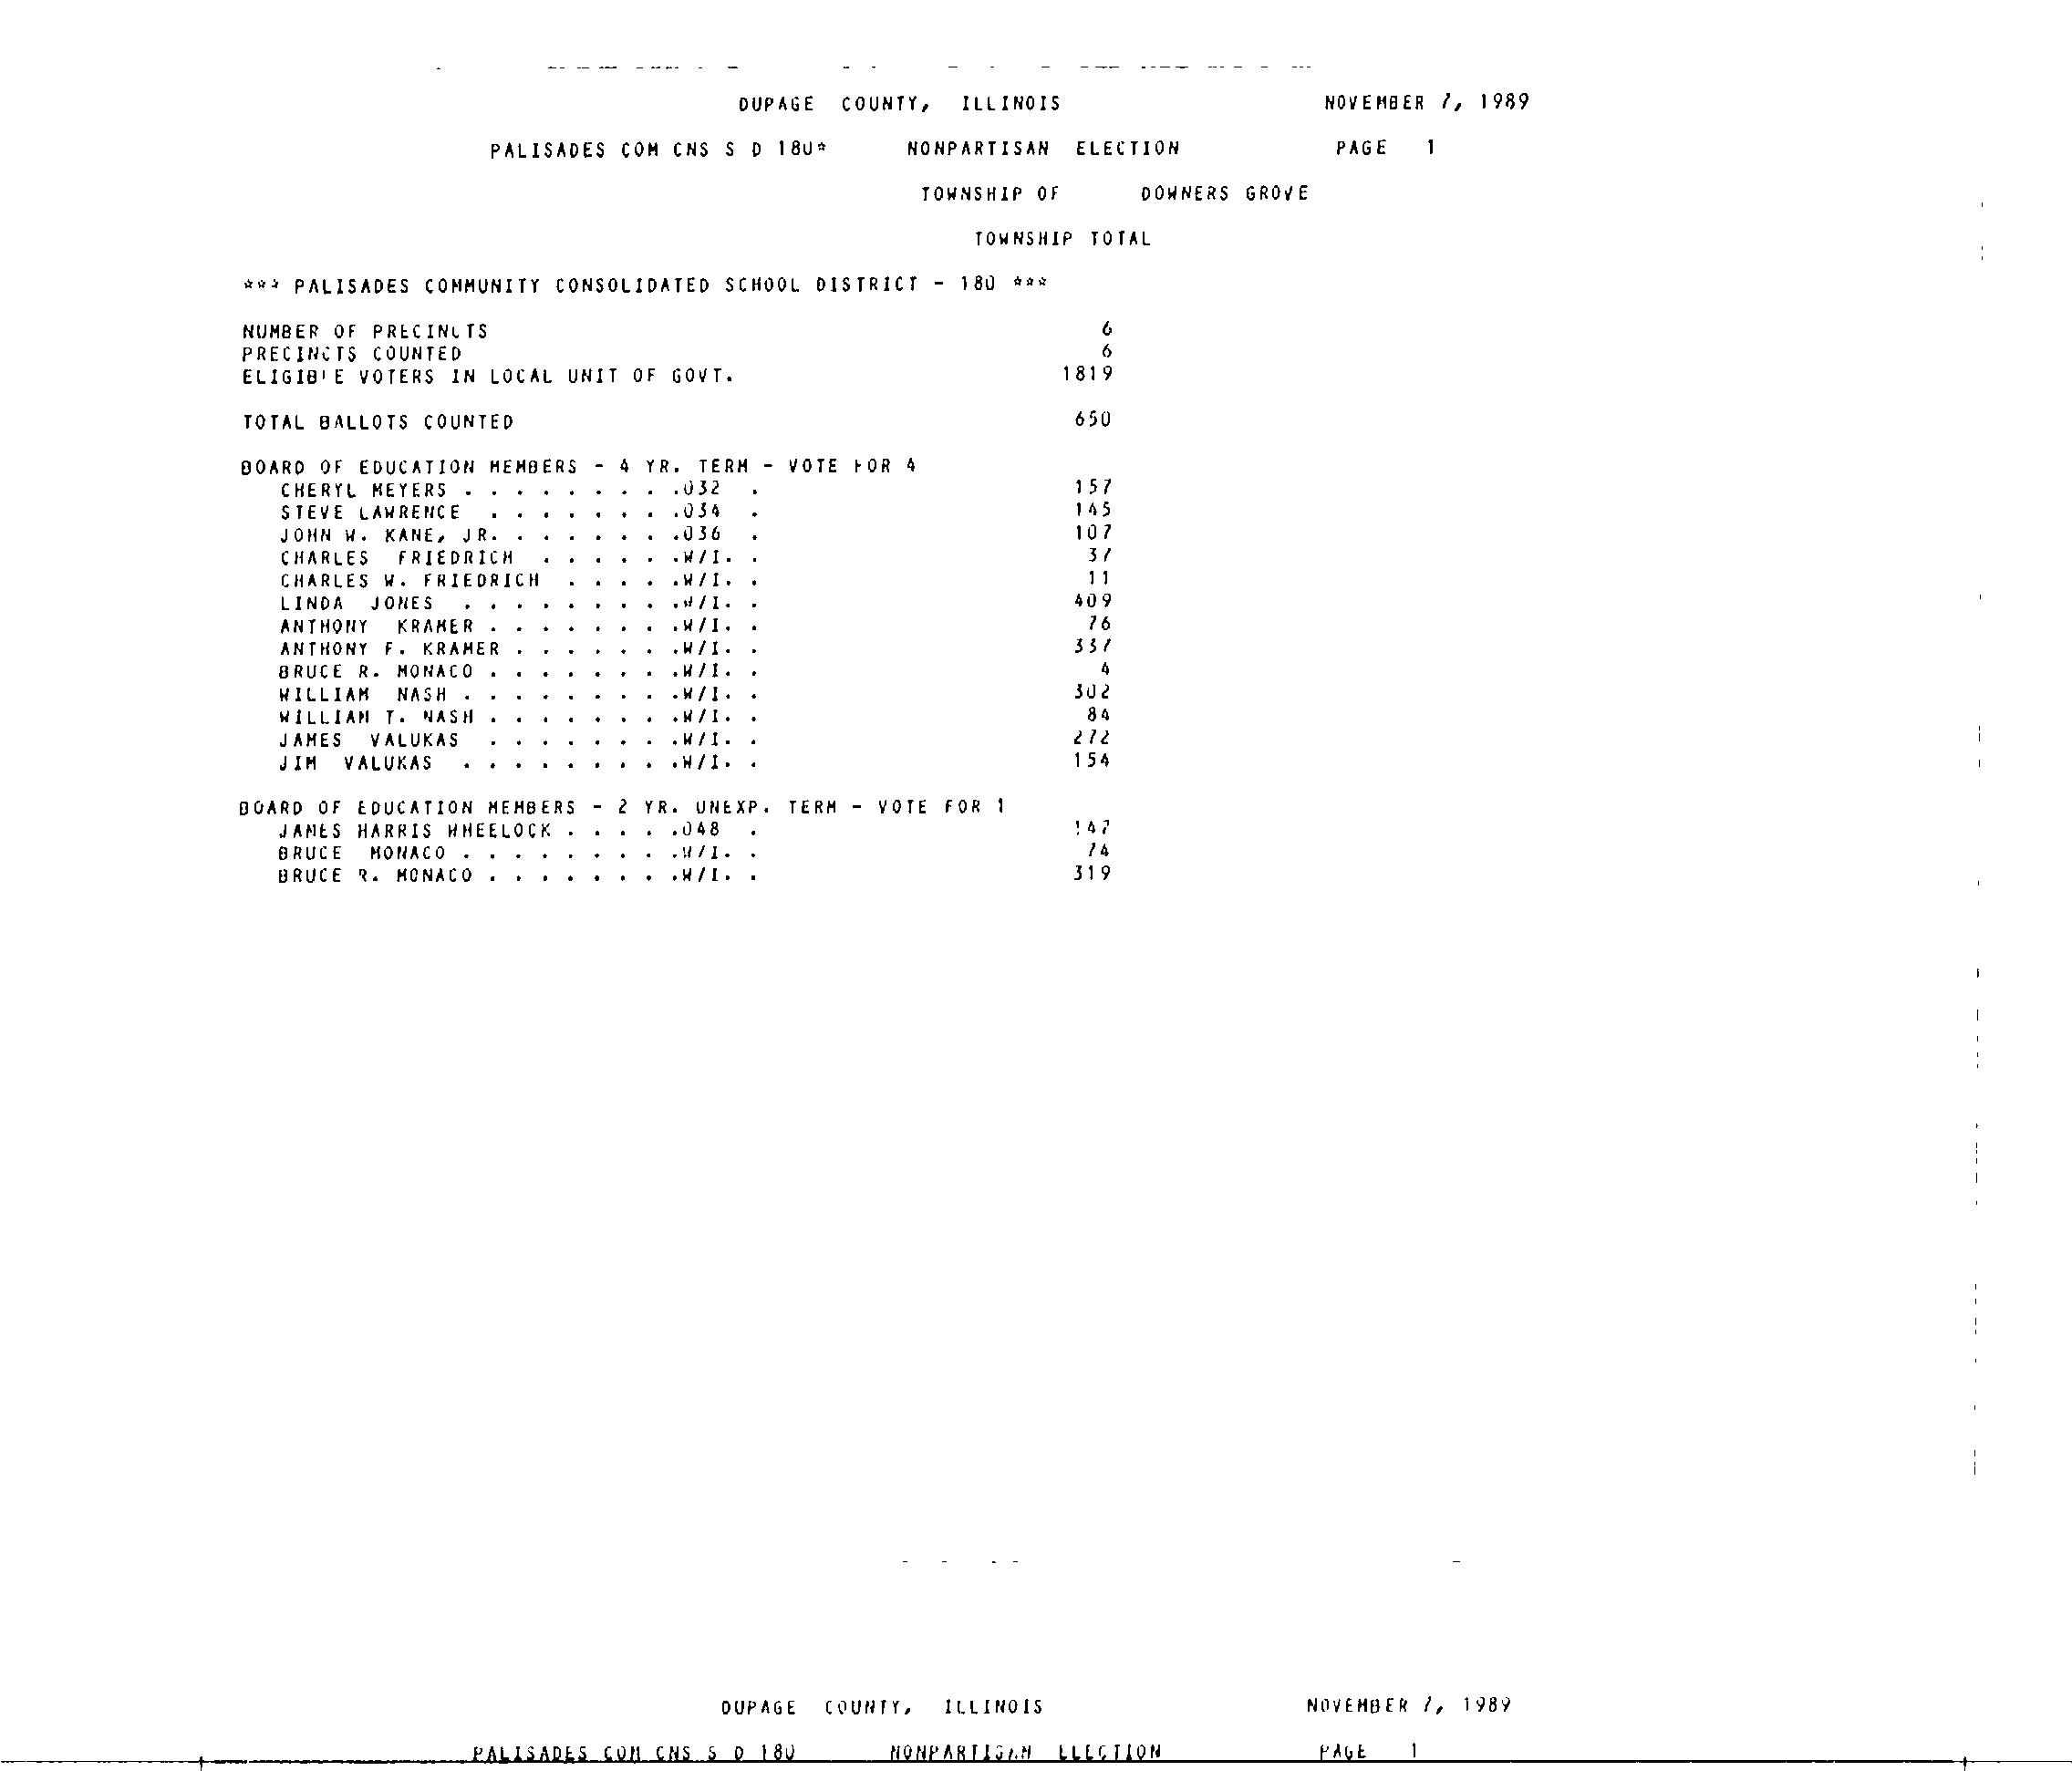 DUPAGE COUNTY, ILLINOIS NOVEMBER 7, 1989
PALISADES COM CNS S D 180* NONPARTISAN ELECTION PAGE 1
TOWNSHIP OF DOWNERS GROVE
TOWNSHIP TOTAL
*** PALISADES COMMUNITY CONSOLIDATED SCHOOL DISTRICT - 180 ***
NUMBER OF PRECINCTS 6
PRECINCTS COUNTED 6
ELIGIBLE VOTERS IN LOCAL UNIT OF GOVT. 1819
TOTAL BALLOTS COUNTED 650
BOARD OF EDUCATION MEMBERS - 4 YR. TERM - VOTE FOR 4
CHERYL MEYERS . . . . . . . . .032 . 157
STEVE LAWRENCE . . . . . . . .034 . 145
JOHN W. KANE, JR. . . . . . . .036 . 107
CHARLES FRIEDRICH . . . . . .W/I. . 37
CHARLES W. FRIEDRICH . . . . .W/I. . 11
LINDA JONES . . . . . . . . .W/I. . 409
ANTHONY KRAMER . . . . . . . .W/I. . 76
ANTHONY F. KRAMER . . . . . . .W/I. . 337
BRUCE R. MONACO . . . . . . . .W/I. . 4
WILLIAM NASH . . . . . . . . .W/I. . 302
WILLIAM T. NASH . . . . . . . .W/I. . 84
JAMES VALUKAS . . . . . . . .W/I. . 272
JIM VALUKAS . . . . . . . . .W/I. . 154
BOARD OF EDUCATION MEMBERS - 2 YR. UNEXP. TERM - VOTE FOR 1
JAMES HARRIS WHEELOCK . . . . .048 . 147
BRUCE MONACO . . . . . . . . .W/I. . 74
BRUCE R. MONACO . . . . . . . .W/I. . 319
DUPAGE COUNTY, ILLINOIS NOVEMBER 7, 1989
PALISADES COM CNS S D 180 NONPARTISAN ELECTION PAGE 1